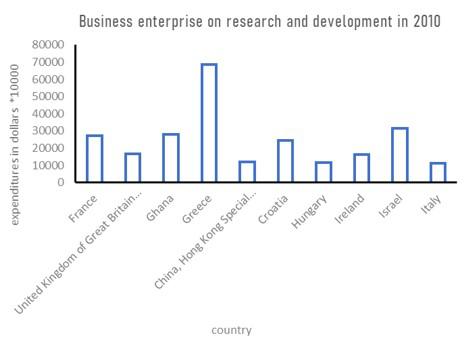 Business enterprise on research and development in 2010
expenditures in dollars *10000
80000
70000
60000
50000
40000
30000
20000
10000
0
France
United Kingdom of Great Britain...
Ghana
Greece
China, Hong Kong Special...
Croatia
Hungary
Ireland
Israel
Italy
country